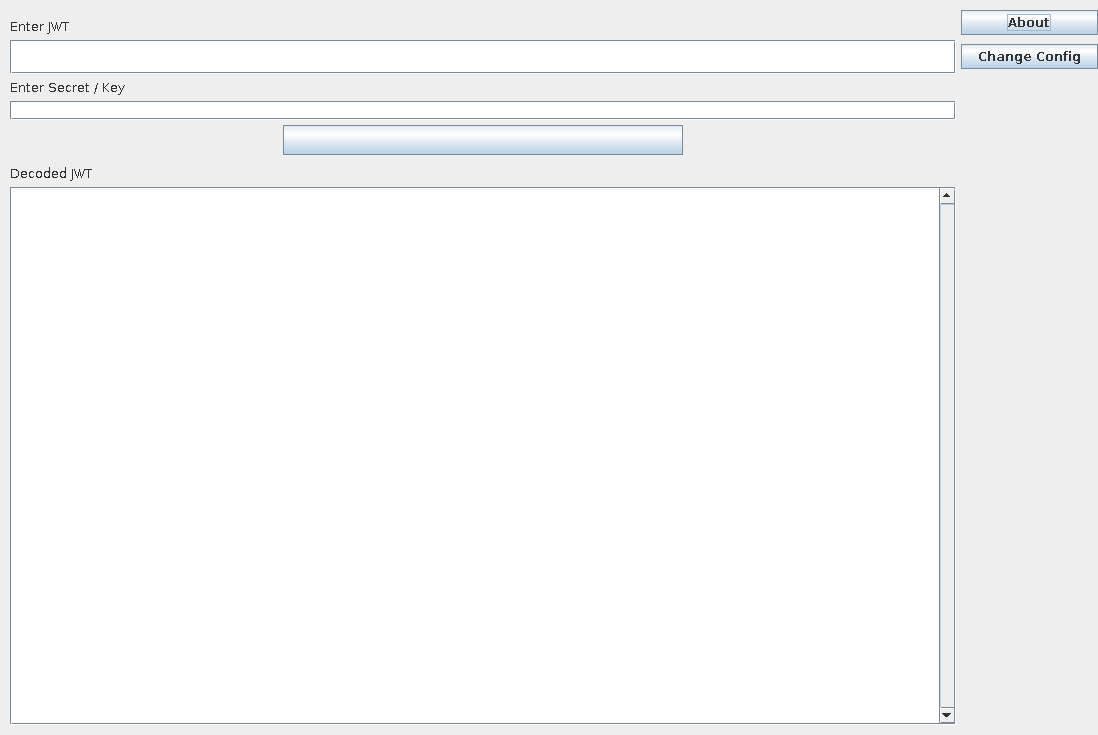 Enter JWT
About
Change Config
Enter Secret / Key
Decoded JWT